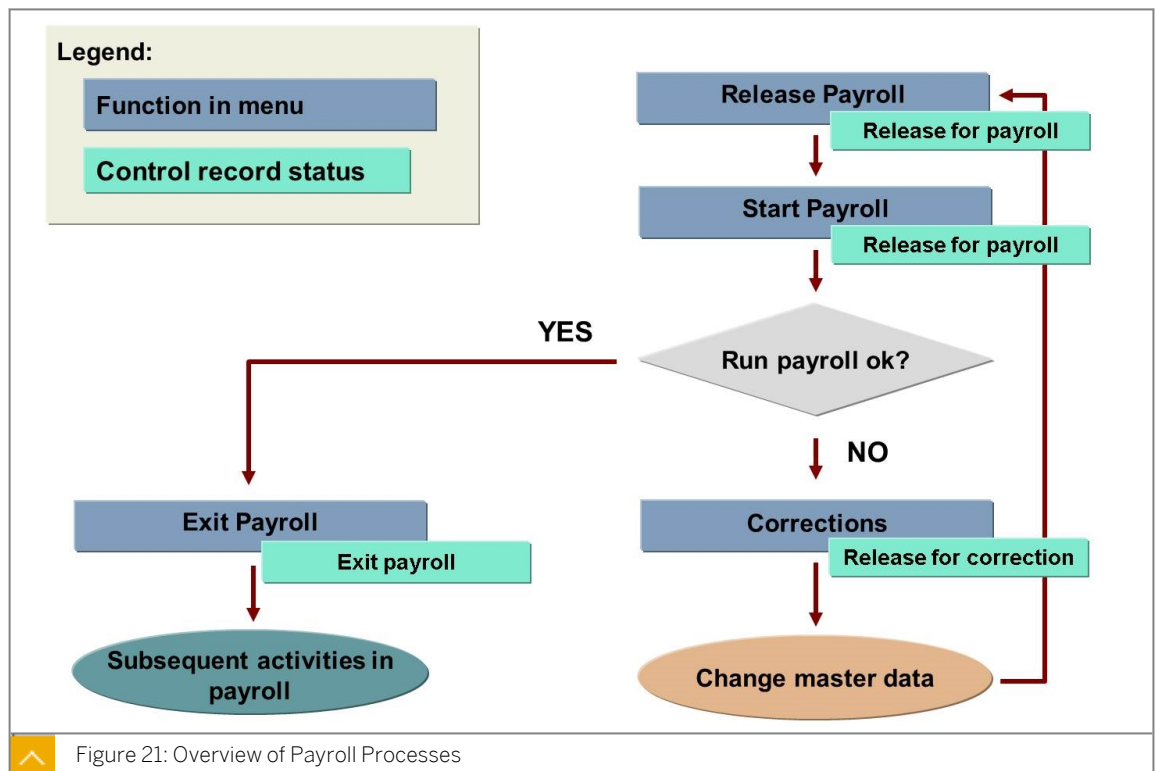 Legend:
Function in menu
Control record status
Release Payroll
Release for payroll
Start Payroll
Release for payroll
Run payroll ok?
YES
NO
Exit Payroll
Exit payroll
Corrections
Release for correction
Subsequent activities in
payroll
Change master data
Figure 21: Overview of Payroll Processes